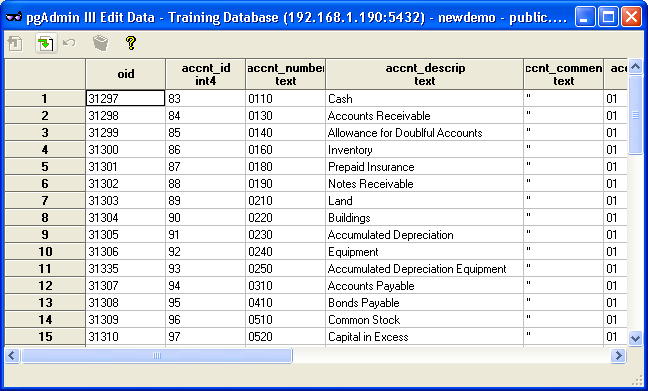 pgAdmin III Edit Data - Training Database (192.168.1.190:5432) - newdemo - public....
?
oid accnt_id int4 accnt_number text accnt_descrip text ccnt_commen text acc
1 31297 83 0110 Cash '' 01
2 31298 84 0130 Accounts Receivable '' 01
3 31299 85 0140 Allowance for Doublful Accounts '' 01
4 31300 86 0160 Inventory '' 01
5 31301 87 0180 Prepaid Insurance '' 01
6 31302 88 0190 Notes Receivable '' 01
7 31303 89 0210 Land '' 01
8 31304 90 0220 Buildings '' 01
9 31305 91 0230 Accumulated Depreciation '' 01
10 31306 92 0240 Equipment '' 01
11 31335 93 0250 Accumulated Depreciation Equipment '' 01
12 31307 94 0310 Accounts Payable '' 01
13 31308 95 0410 Bonds Payable '' 01
14 31309 96 0510 Common Stock '' 01
15 31310 97 0520 Capital in Excess '' 01